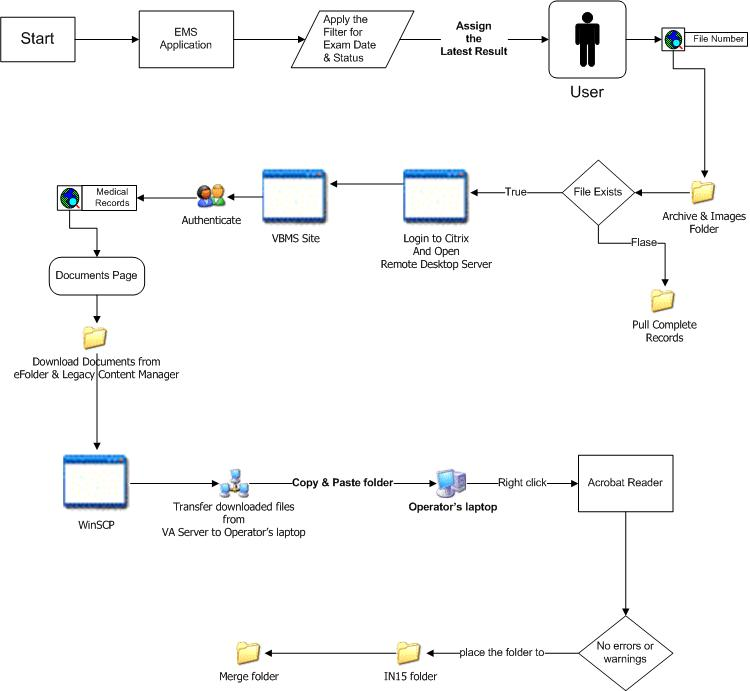 Start
EMS
Application
Apply the
Filter for
Exam Date
& Status
Assign
the
Latest Result
User
File Number
Archive & Images
Folder
File Exists
True
Flase
Pull Complete
Records
Login to Citrix
And Open
Remote Desktop Server
VBMS Site
Authenticate
Medical
Records
Documents Page
Download Documents from
eFolder & Legacy Content Manager
WinSCP
Transfer downloaded files
from
VA Server to Operator's laptop
Copy & Paste folder
Operator's laptop
Right click
Acrobat Reader
No errors or
warnings
place the folder to
IN15 folder
Merge folder